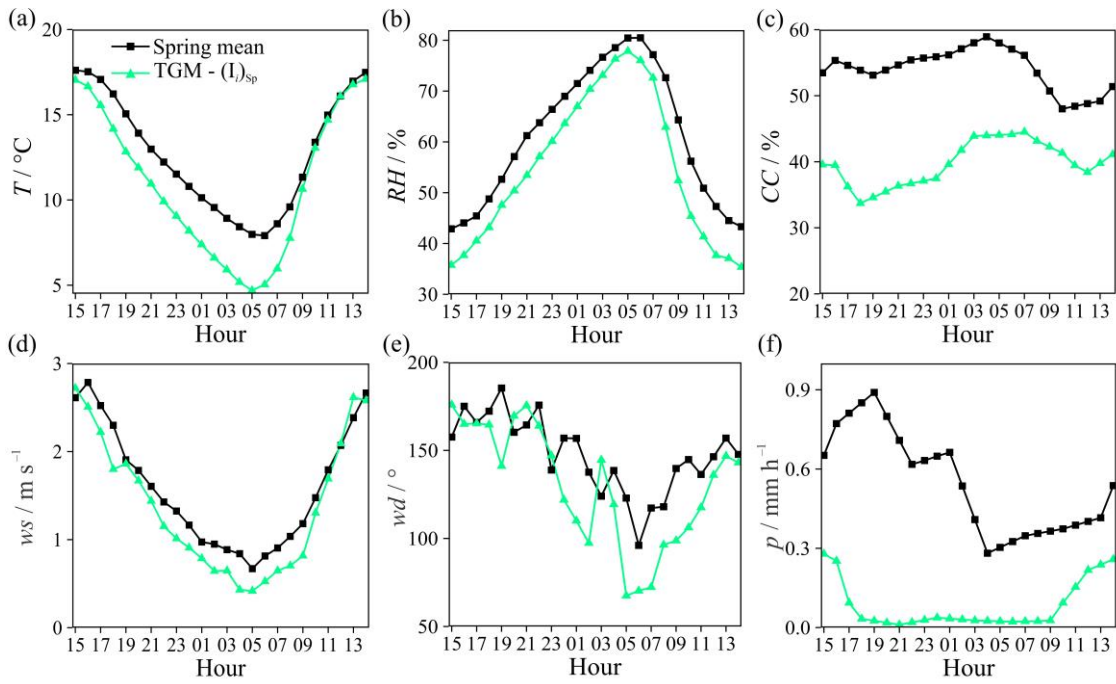 (a)
20
15
10
5
T / °C
Spring mean
TGM - (Iᵢ)Sp
15 17 19 21 23 01 03 05 07 09 11 13
Hour
(b)
80
70
60
50
40
30
RH / %
15 17 19 21 23 01 03 05 07 09 11 13
Hour
(c)
60
50
40
30
20
CC / %
15 17 19 21 23 01 03 05 07 09 11 13
Hour
(d)
3
2
1
0
ws / m s⁻¹
15 17 19 21 23 01 03 05 07 09 11 13
Hour
(e)
200
150
100
50
wd / °
15 17 19 21 23 01 03 05 07 09 11 13
Hour
(f)
0.9
0.6
0.3
0.0
p / mm h⁻¹
15 17 19 21 23 01 03 05 07 09 11 13
Hour